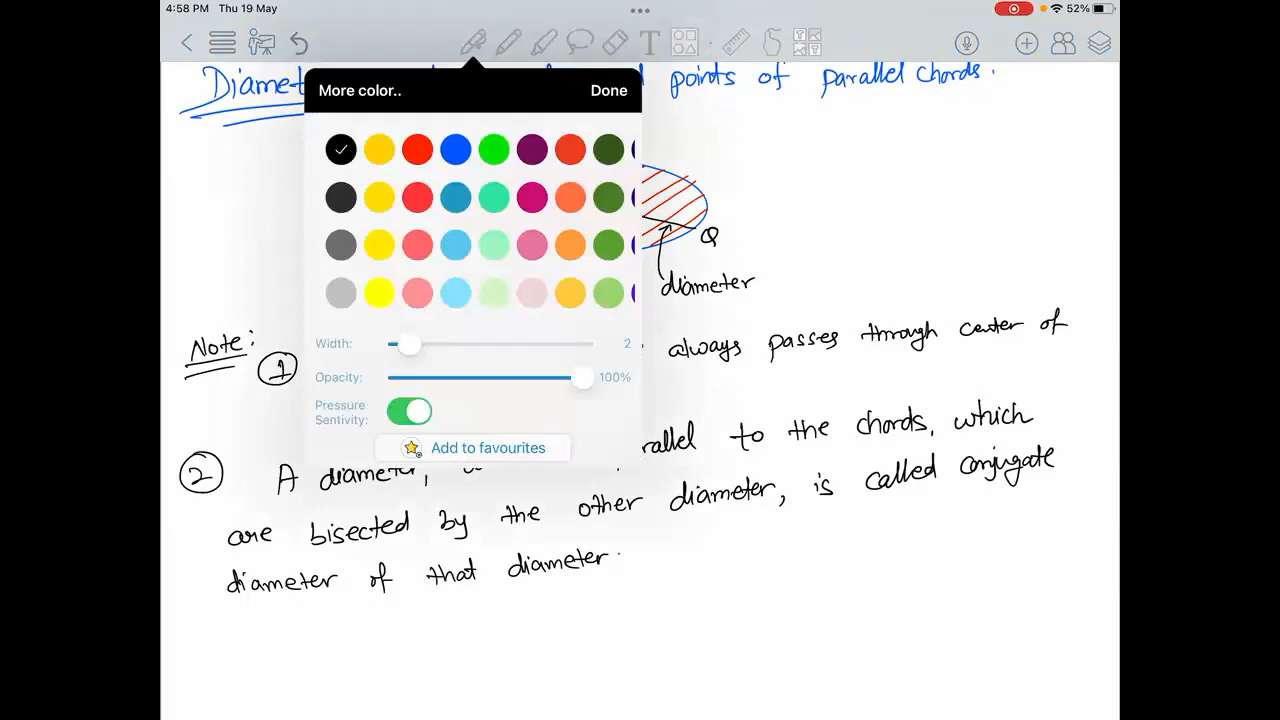 4:58 PM Thu 19 May 52%
T
Diamet points of parallel chords.
More color.. Done
Q
diameter
Note:
1 always passes through center of
Width: 2
Opacity: 100%
Pressure
Sentivity:
Add to favourites
rallel to the chords, which
2 A diameter,
are bisected by the other diameter, is called conjugate
diameter of that diameter.